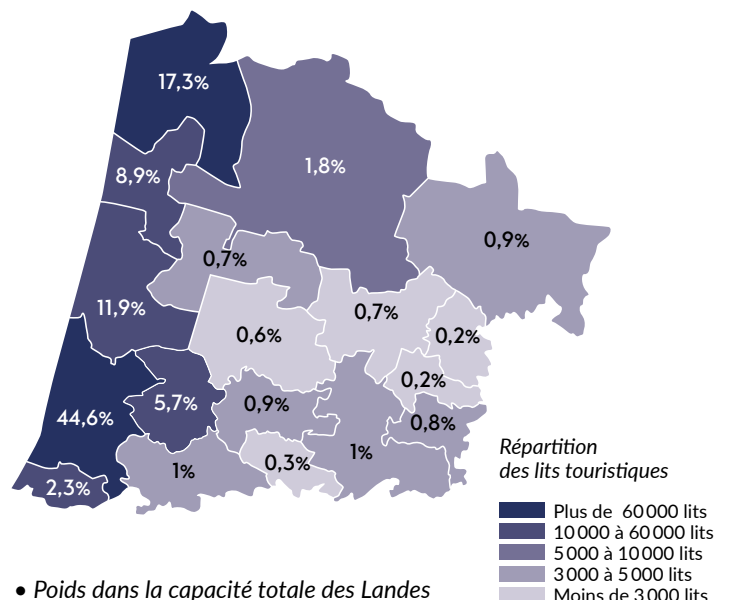 17,3%
1,8%
8,9%
0,9%
0,7%
11,9%
0,7%
0,6%
0,2%
0,2%
5,7%
0,9%
44,6%
0,8%
1%
0,3%
1%
2,3%
Répartition
des lits touristiques
Plus de 60 000 lits
10 000 à 60 000 lits
5 000 à 10 000 lits
3 000 à 5 000 lits
Moins de 3 000 lits
• Poids dans la capacité totale des Landes